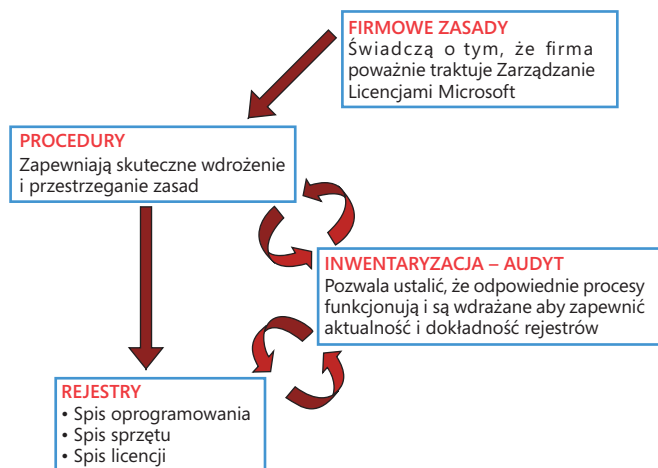 FIRMOWE ZASADY
Świadczą o tym, że firma
poważnie traktuje Zarządzanie
Licencjami Microsoft
PROCEDURY
Zapewniają skuteczne wdrożenie
i przestrzeganie zasad
INWENTARYZACJA – AUDYT
Pozwala ustalić, że odpowiednie procesy
funkcjonują i są wdrażane aby zapewnić
aktualność i dokładność rejestrów
REJESTRY
• Spis oprogramowania
• Spis sprzętu
• Spis licencji